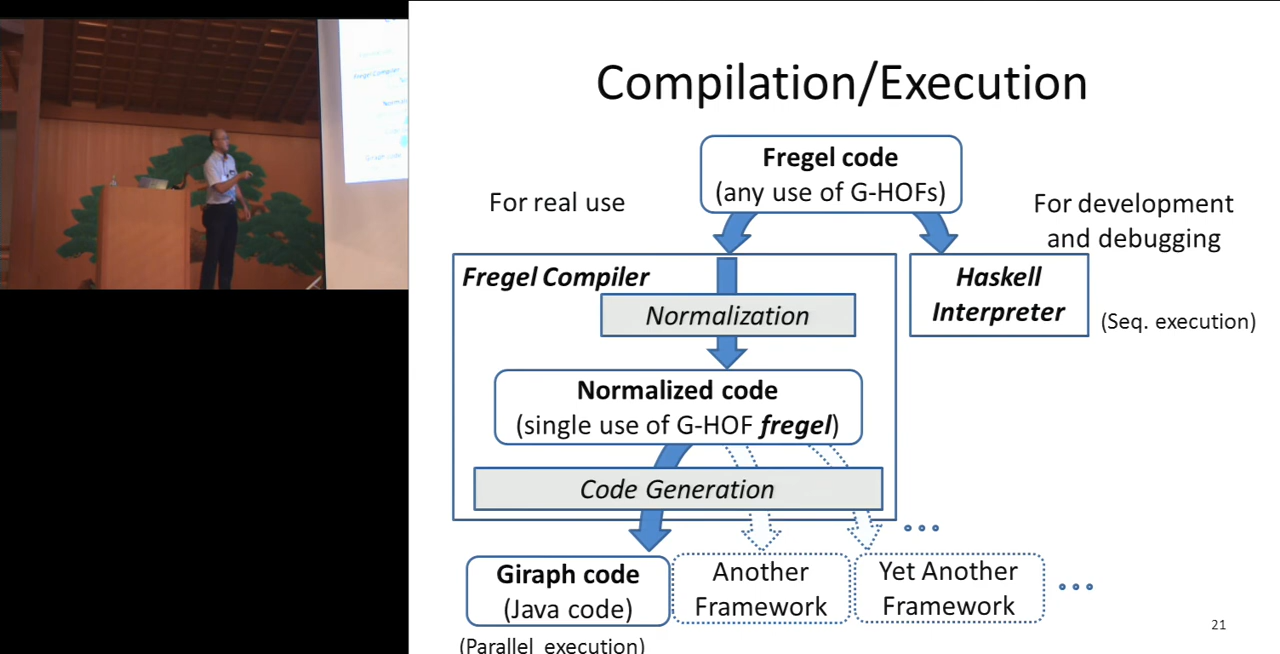 Compilation/Execution
Fregel code
(any use of G-HOFs)
For real use
For development
and debugging
Fregel Compiler
Haskell
Interpreter
(Seq. execution)
Normalization
Normalized code
(single use of G-HOF fregel)
Code Generation
Giraph code
(Java code)
(Parallel execution)
Another
Framework
Yet Another
Framework
21